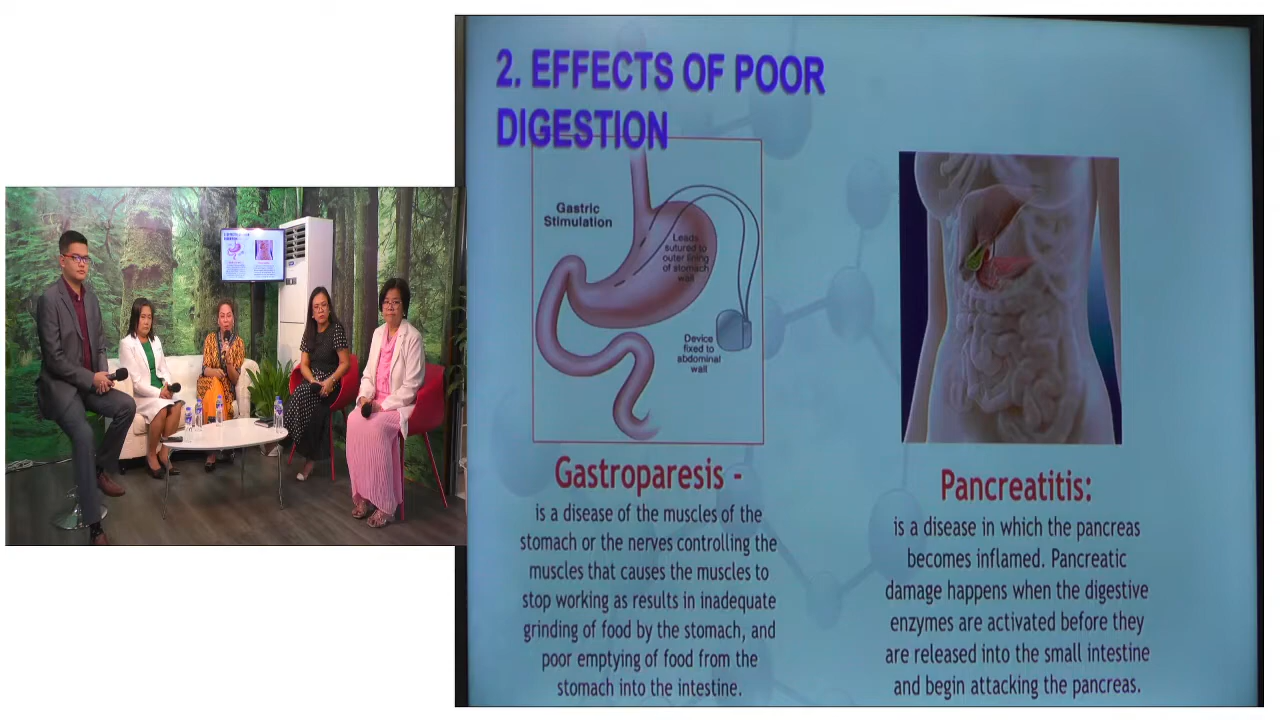 2. EFFECTS OF POOR
DIGESTION
Gastric
Stimulation
Leads
sutured to
outer lining
of stomach
wall
Device
fixed to
abdominal
wall
Gastroparesis -
is a disease of the muscles of the
stomach or the nerves controlling the
muscles that causes the muscles to
stop working as results in inadequate
grinding of food by the stomach, and
poor emptying of food from the
stomach into the intestine.
Pancreatitis:
is a disease in which the pancreas
becomes inflamed. Pancreatic
damage happens when the digestive
enzymes are activated before they
are released into the small intestine
and begin attacking the pancreas.